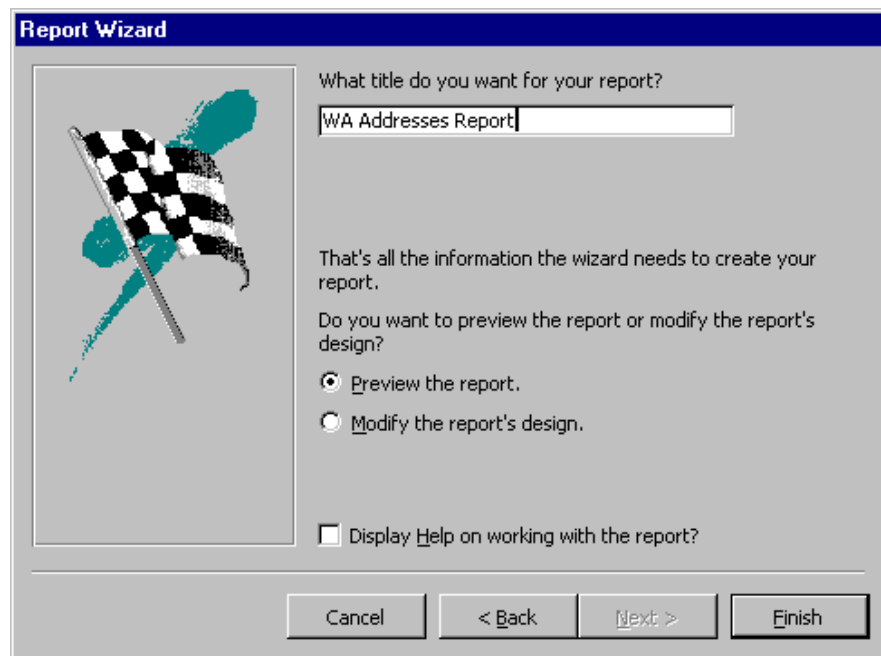 Report Wizard
What title do you want for your report?
WA Addresses Report
That's all the information the wizard needs to create your
report.
Do you want to preview the report or modify the report's
design?
Preview the report.
Modify the report's design.
Display Help on working with the report?
Cancel
< Back
Next >
Finish